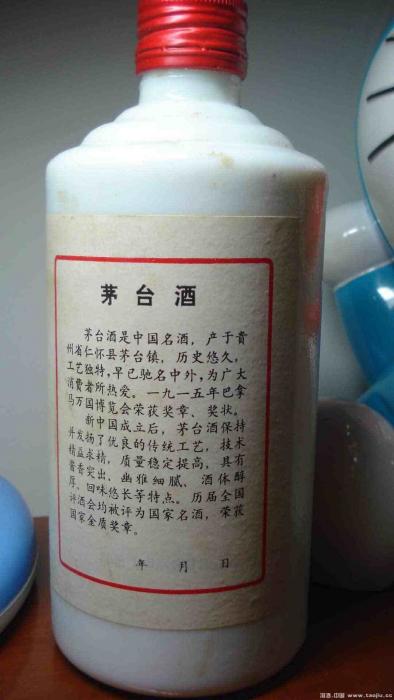 茅台酒
茅台酒是中国名酒，产于贵
州省仁怀县茅台镇，历史悠久，
工艺独特，早已驰名中外，为广大
消费者所热爱。一九一五年巴拿
马万国博览会荣获奖章、奖状。
新中国成立后，茅台酒保持
并发扬了优良的传统工艺，技术
精益求精，质量稳定提高，具有
酱香突出、幽雅细腻、酒体醇
厚、回味悠长等特点。历届全国
评酒会均被评为国家名酒，荣获
国家金质奖章。
年 月 日
www.taojiu.cc